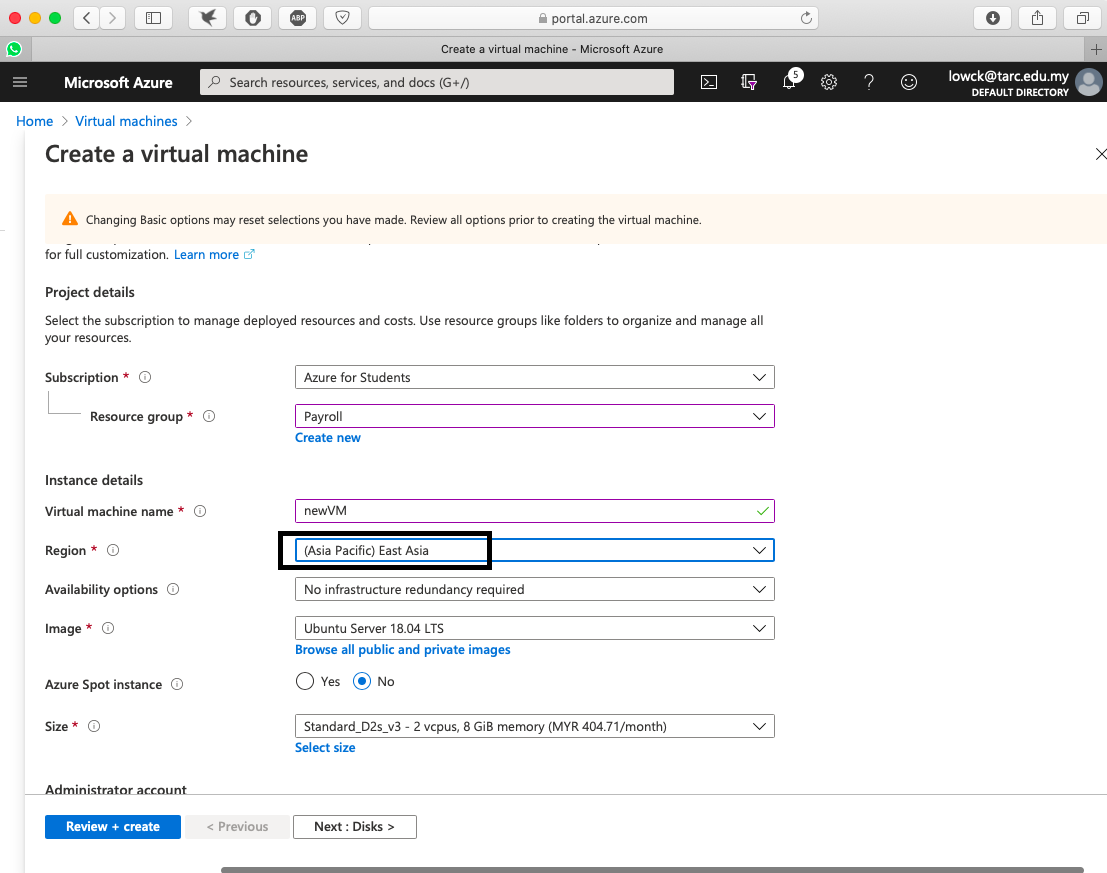 ABP
portal.azure.com
Create a virtual machine - Microsoft Azure
Microsoft Azure
Search resources, services, and docs (G+/)
5
lowck@tarc.edu.my
DEFAULT DIRECTORY
Home > Virtual machines >
Create a virtual machine
Changing Basic options may reset selections you have made. Review all options prior to creating the virtual machine.
for full customization. Learn more
Project details
Select the subscription to manage deployed resources and costs. Use resource groups like folders to organize and manage all
your resources.
Subscription * Azure for Students
Resource group * Payroll
Create new
Instance details
Virtual machine name * newVM
Region * (Asia Pacific) East Asia
Availability options No infrastructure redundancy required
Image * Ubuntu Server 18.04 LTS
Browse all public and private images
Azure Spot instance Yes No
Size * Standard_D2s_v3 - 2 vcpus, 8 GiB memory (MYR 404.71/month)
Select size
Administrator account
Review + create < Previous Next : Disks >